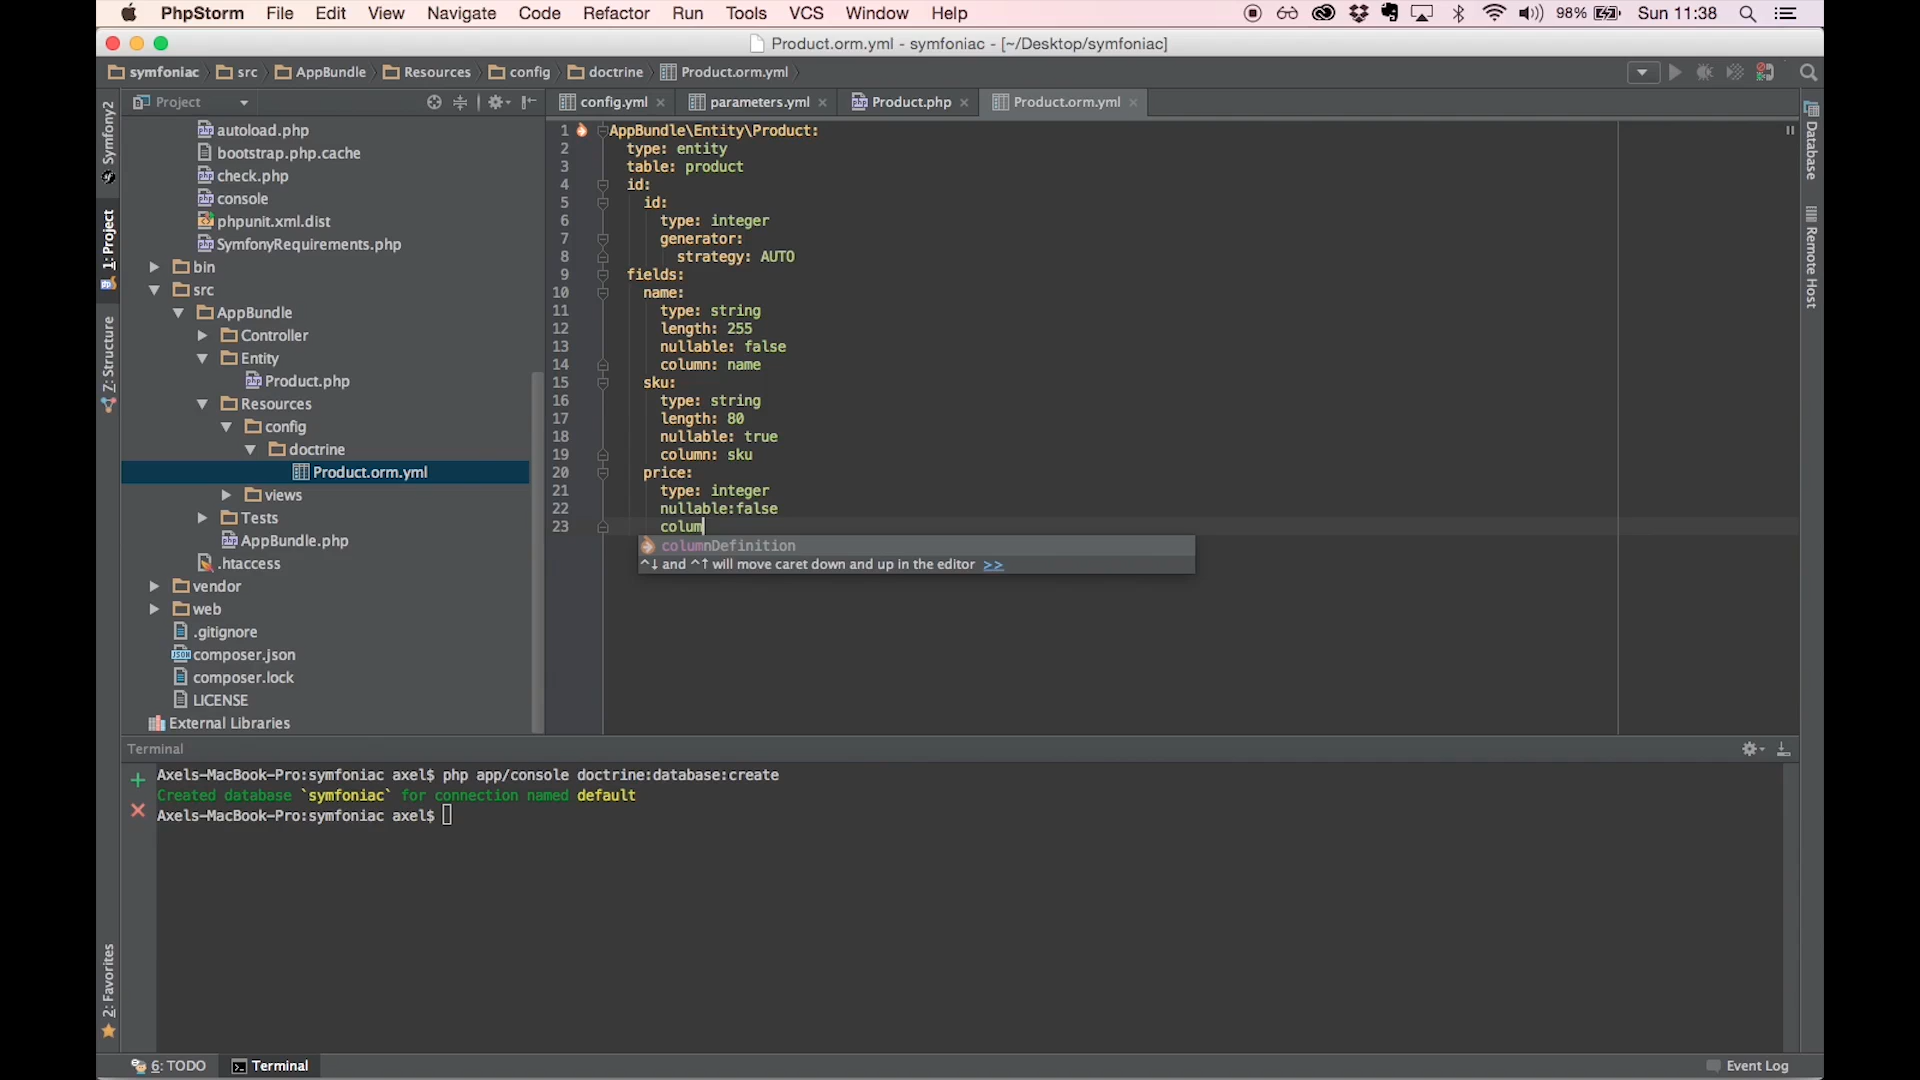 PhpStorm File Edit View Navigate Code Refactor Run Tools VCS Window Help 98% Sun 11:38
Product.orm.yml - symfoniac - [~/Desktop/symfoniac]
symfoniac src AppBundle Resources config doctrine Product.orm.yml
Project
config.yml parameters.yml Product.php Product.orm.yml
Symfony2
1: Project
7: Structure
2: Favorites
autoload.php
bootstrap.php.cache
check.php
console
phpunit.xml.dist
SymfonyRequirements.php
bin
src
AppBundle
Controller
Entity
Product.php
Resources
config
doctrine
Product.orm.yml
views
Tests
AppBundle.php
.htaccess
vendor
web
.gitignore
composer.json
composer.lock
LICENSE
External Libraries
1 AppBundle\Entity\Product:
2 type: entity
3 table: product
4 id:
5 id:
6 type: integer
7 generator:
8 strategy: AUTO
9 fields:
10 name:
11 type: string
12 length: 255
13 nullable: false
14 column: name
15 sku:
16 type: string
17 length: 80
18 nullable: true
19 column: sku
20 price:
21 type: integer
22 nullable:false
23 colum
columnDefinition
^↓ and ^↑ will move caret down and up in the editor >>
Database
Remote Host
Terminal
Axels-MacBook-Pro:symfoniac axel$ php app/console doctrine:database:create
Created database `symfoniac` for connection named default
Axels-MacBook-Pro:symfoniac axel$
6: TODO Terminal Event Log